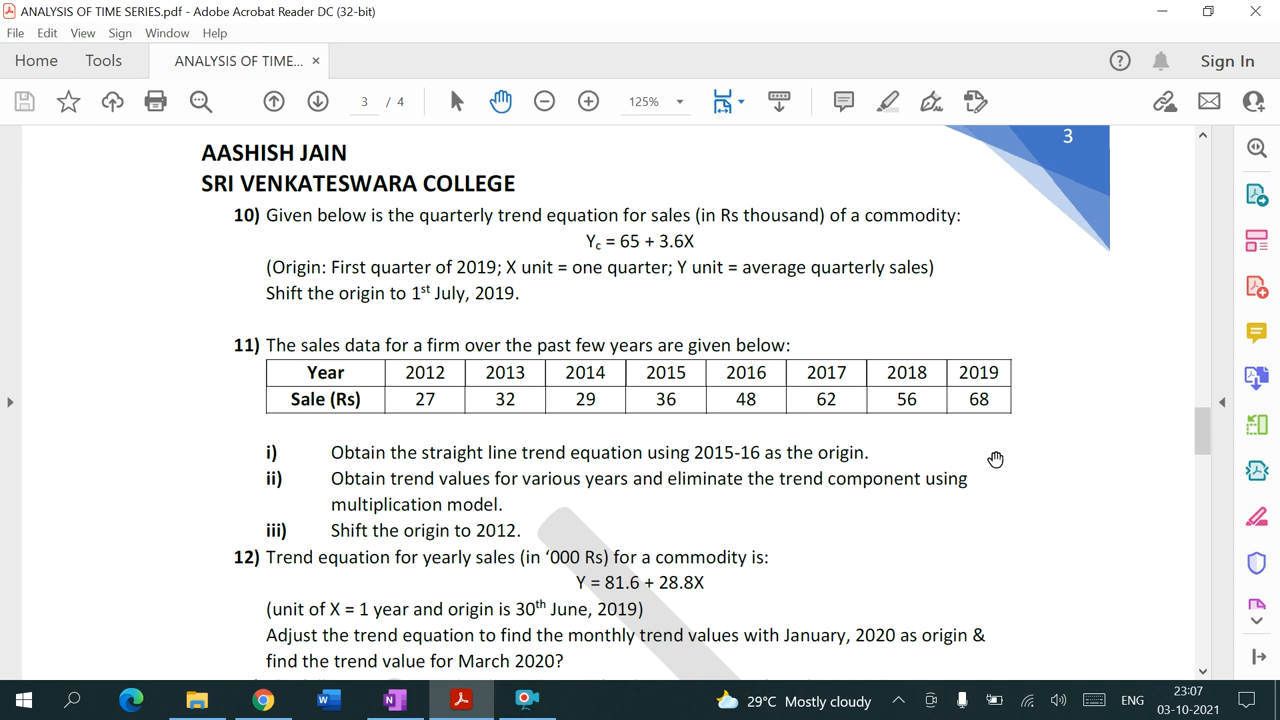 ANALYSIS OF TIME SERIES.pdf - Adobe Acrobat Reader DC (32-bit)
File Edit View Sign Window Help
Home Tools ANALYSIS OF TIME... × Sign In
3 / 4 125%
3
AASHISH JAIN
SRI VENKATESWARA COLLEGE
10) Given below is the quarterly trend equation for sales (in Rs thousand) of a commodity:
Yc = 65 + 3.6X
(Origin: First quarter of 2019; X unit = one quarter; Y unit = average quarterly sales)
Shift the origin to 1st July, 2019.
11) The sales data for a firm over the past few years are given below:
Year 2012 2013 2014 2015 2016 2017 2018 2019
Sale (Rs) 27 32 29 36 48 62 56 68
i) Obtain the straight line trend equation using 2015-16 as the origin.
ii) Obtain trend values for various years and eliminate the trend component using
multiplication model.
iii) Shift the origin to 2012.
12) Trend equation for yearly sales (in ‘000 Rs) for a commodity is:
Y = 81.6 + 28.8X
(unit of X = 1 year and origin is 30th June, 2019)
Adjust the trend equation to find the monthly trend values with January, 2020 as origin &
find the trend value for March 2020?
29°C Mostly cloudy ENG 23:07
03-10-2021